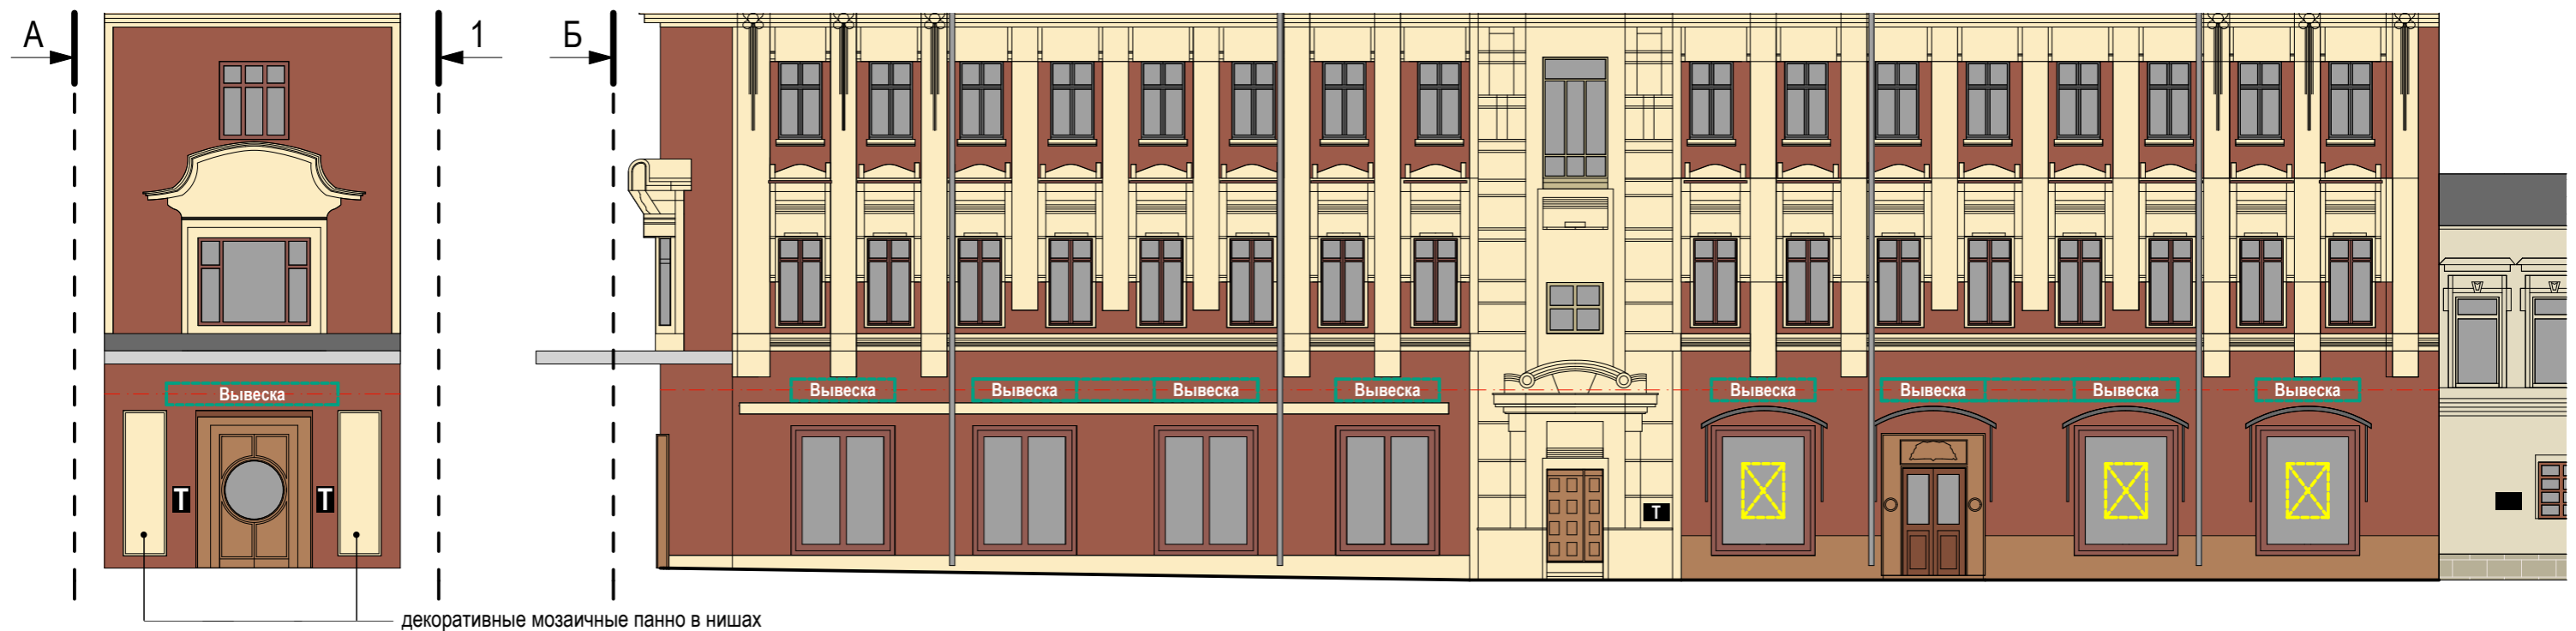 А
1
Б
Вывеска
Вывеска
Вывеска
Вывеска
Вывеска
Вывеска
Вывеска
Вывеска
Вывеска
Т
Т
Т
декоративные мозаичные панно в нишах